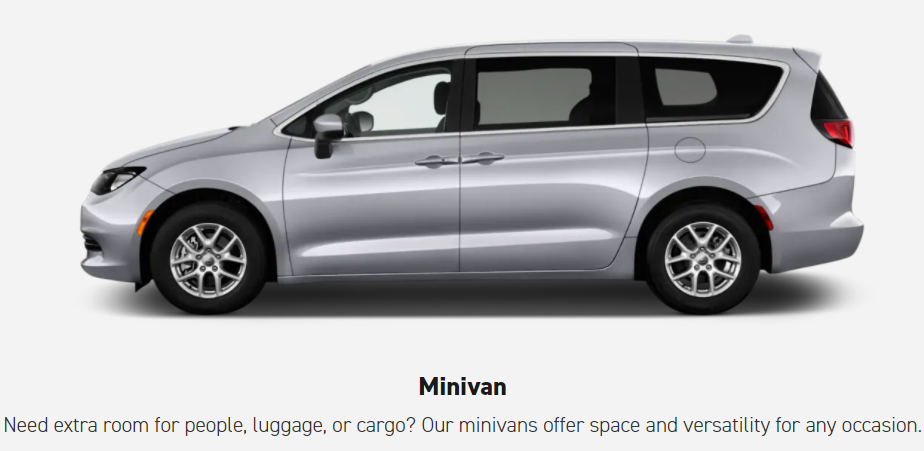 Minivan
Need extra room for people, luggage, or cargo? Our minivans offer space and versatility for any occasion.